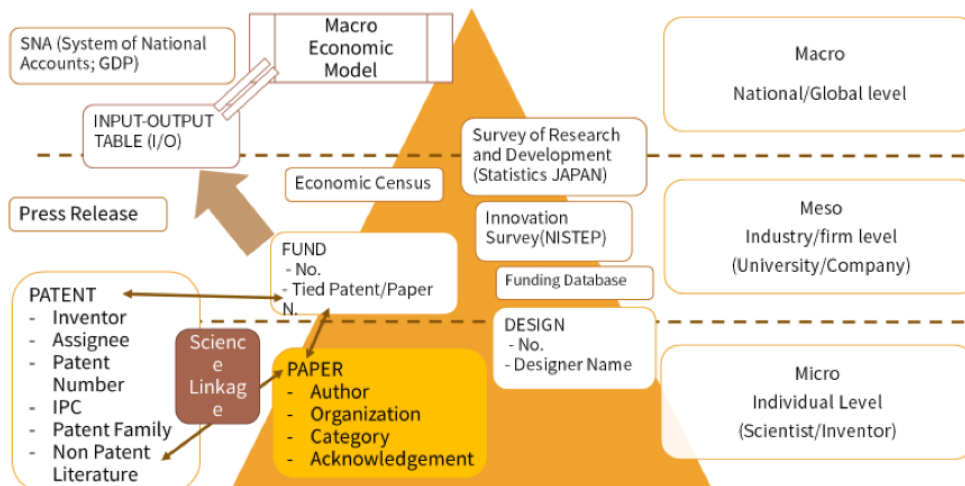 SNA (System of National
Accounts; GDP)
Macro
Economic
Model
Macro
National/Global level
INPUT-OUTPUT
TABLE (I/O)
Survey of Research
and Development
(Statistics JAPAN)
Economic Census
Press Release
Innovation
Survey(NISTEP)
Meso
Industry/firm level
(University/Company)
FUND
- No.
- Tied Patent/Paper
N.
Funding Database
PATENT
- Inventor
- Assignee
- Patent
Number
- IPC
- Patent Family
- Non Patent
Literature
Scienc
e
Linkag
e
PAPER
- Author
- Organization
- Category
- Acknowledgement
DESIGN
- No.
- Designer Name
Micro
Individual Level
(Scientist/Inventor)